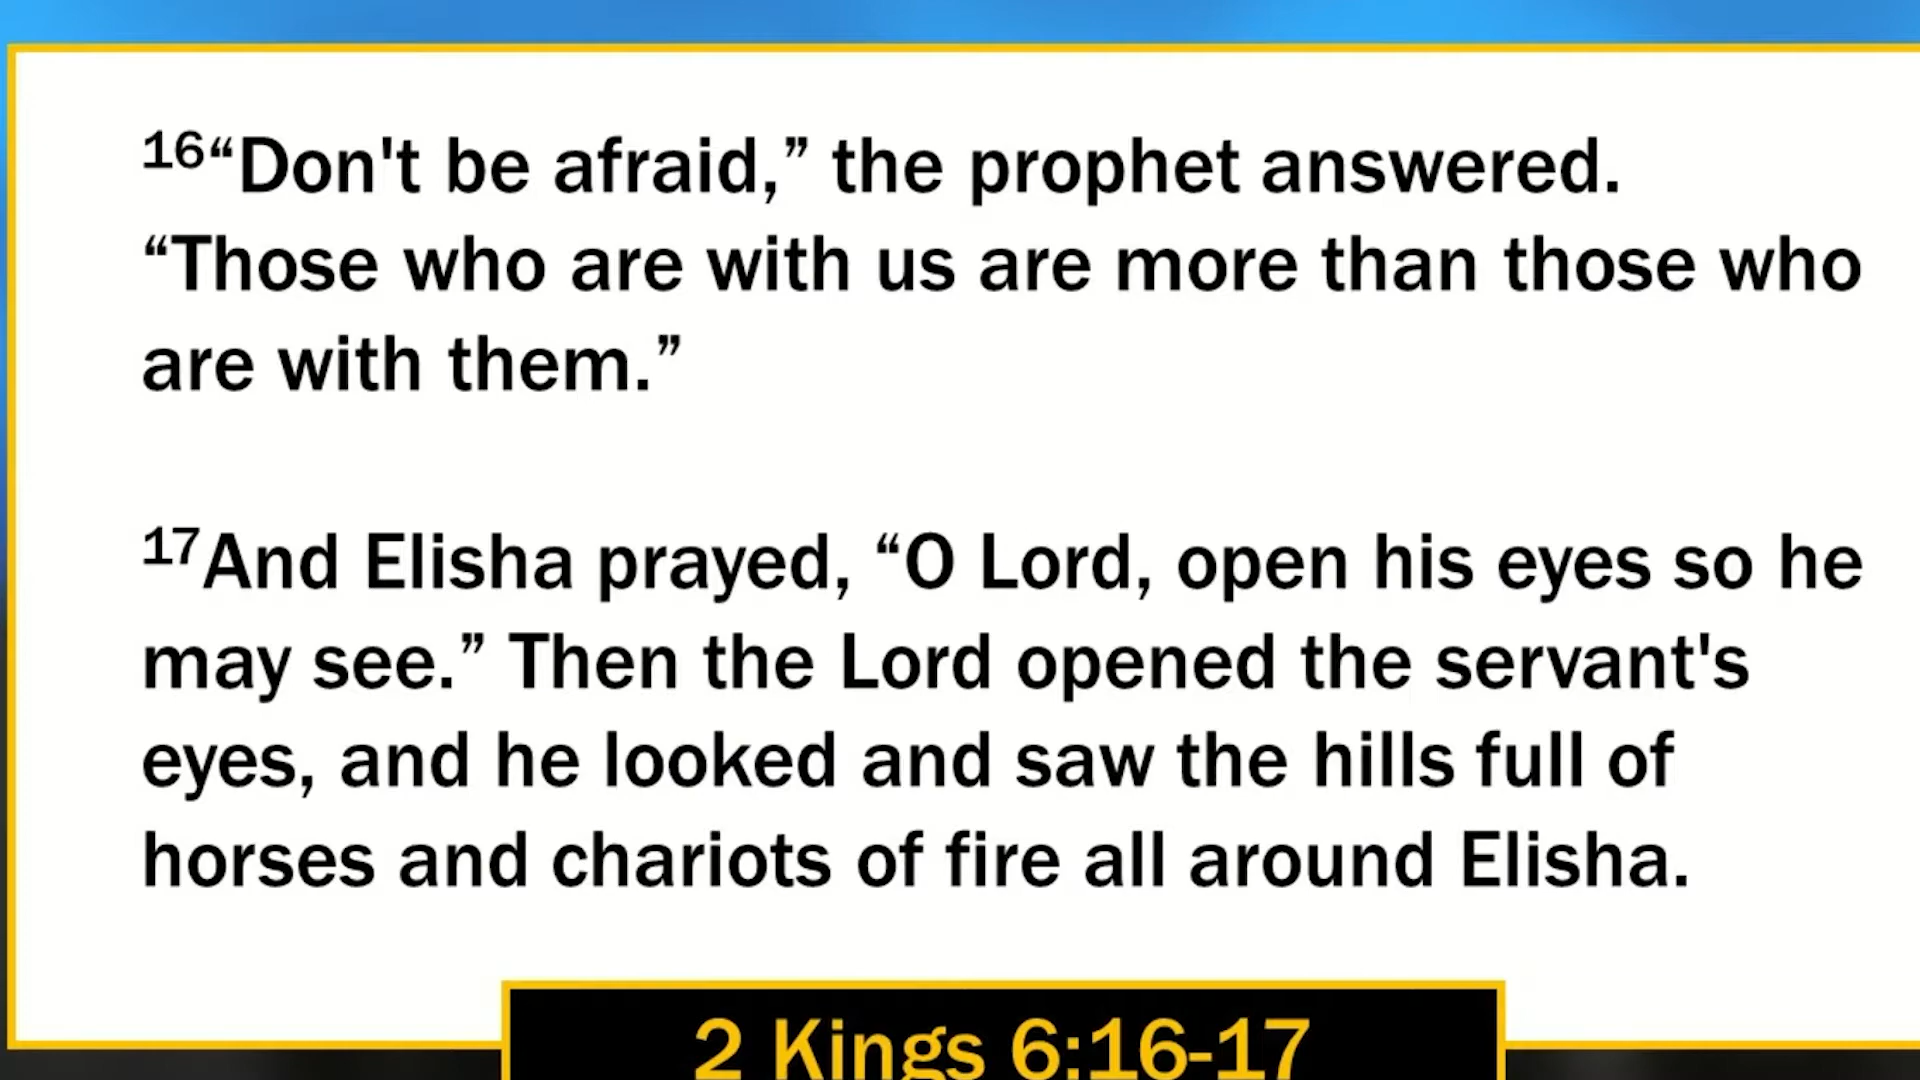 16“Don't be afraid,” the prophet answered.
“Those who are with us are more than those who
are with them.”
17And Elisha prayed, “O Lord, open his eyes so he
may see.” Then the Lord opened the servant's
eyes, and he looked and saw the hills full of
horses and chariots of fire all around Elisha.
2 Kings 6:16-17